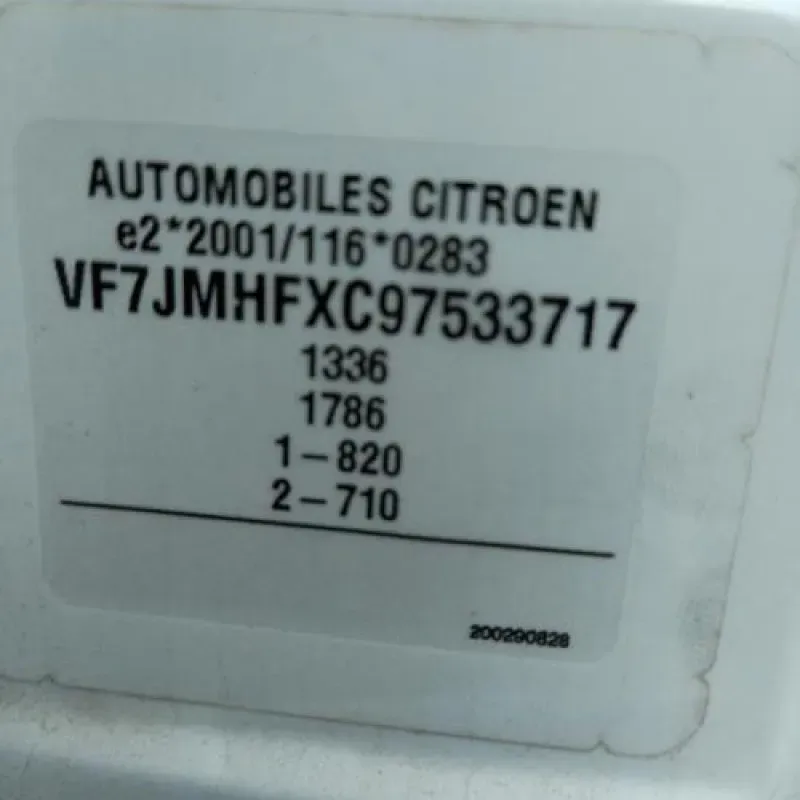 AUTOMOBILES CITROEN
e2*2001/116*0283
VF7JMHFXC97533717
1336
1786
1-820
2-710
200290828